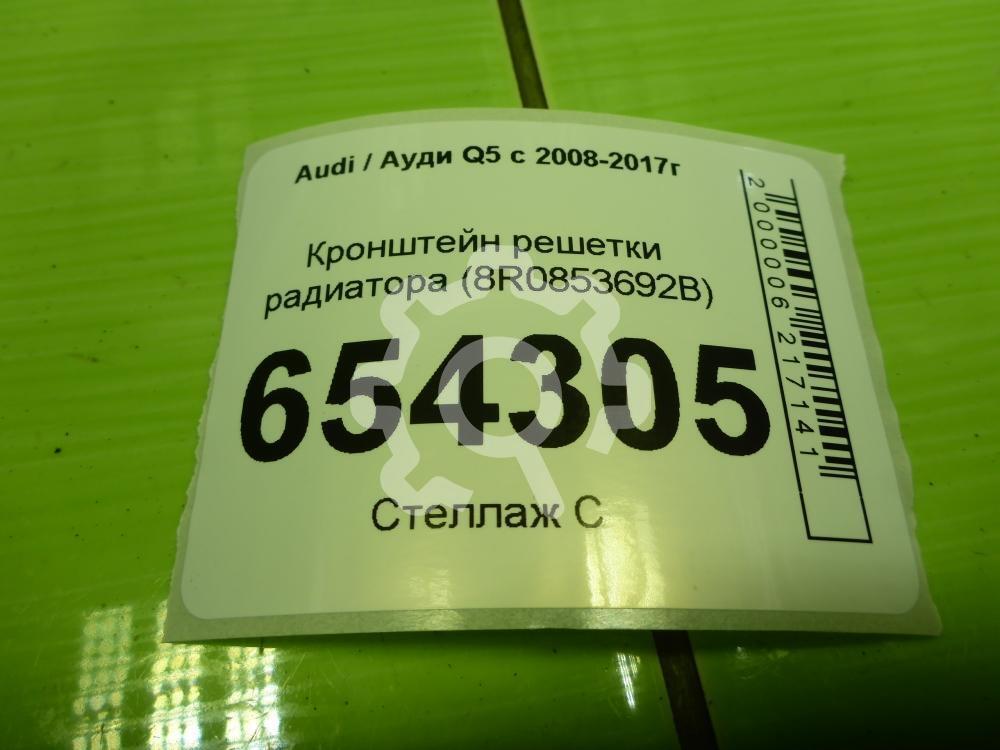 Audi / Ауди Q5 с 2008-2017г
Кронштейн решетки
радиатора (8R0853692B)
654305
Стеллаж С
2000006217141